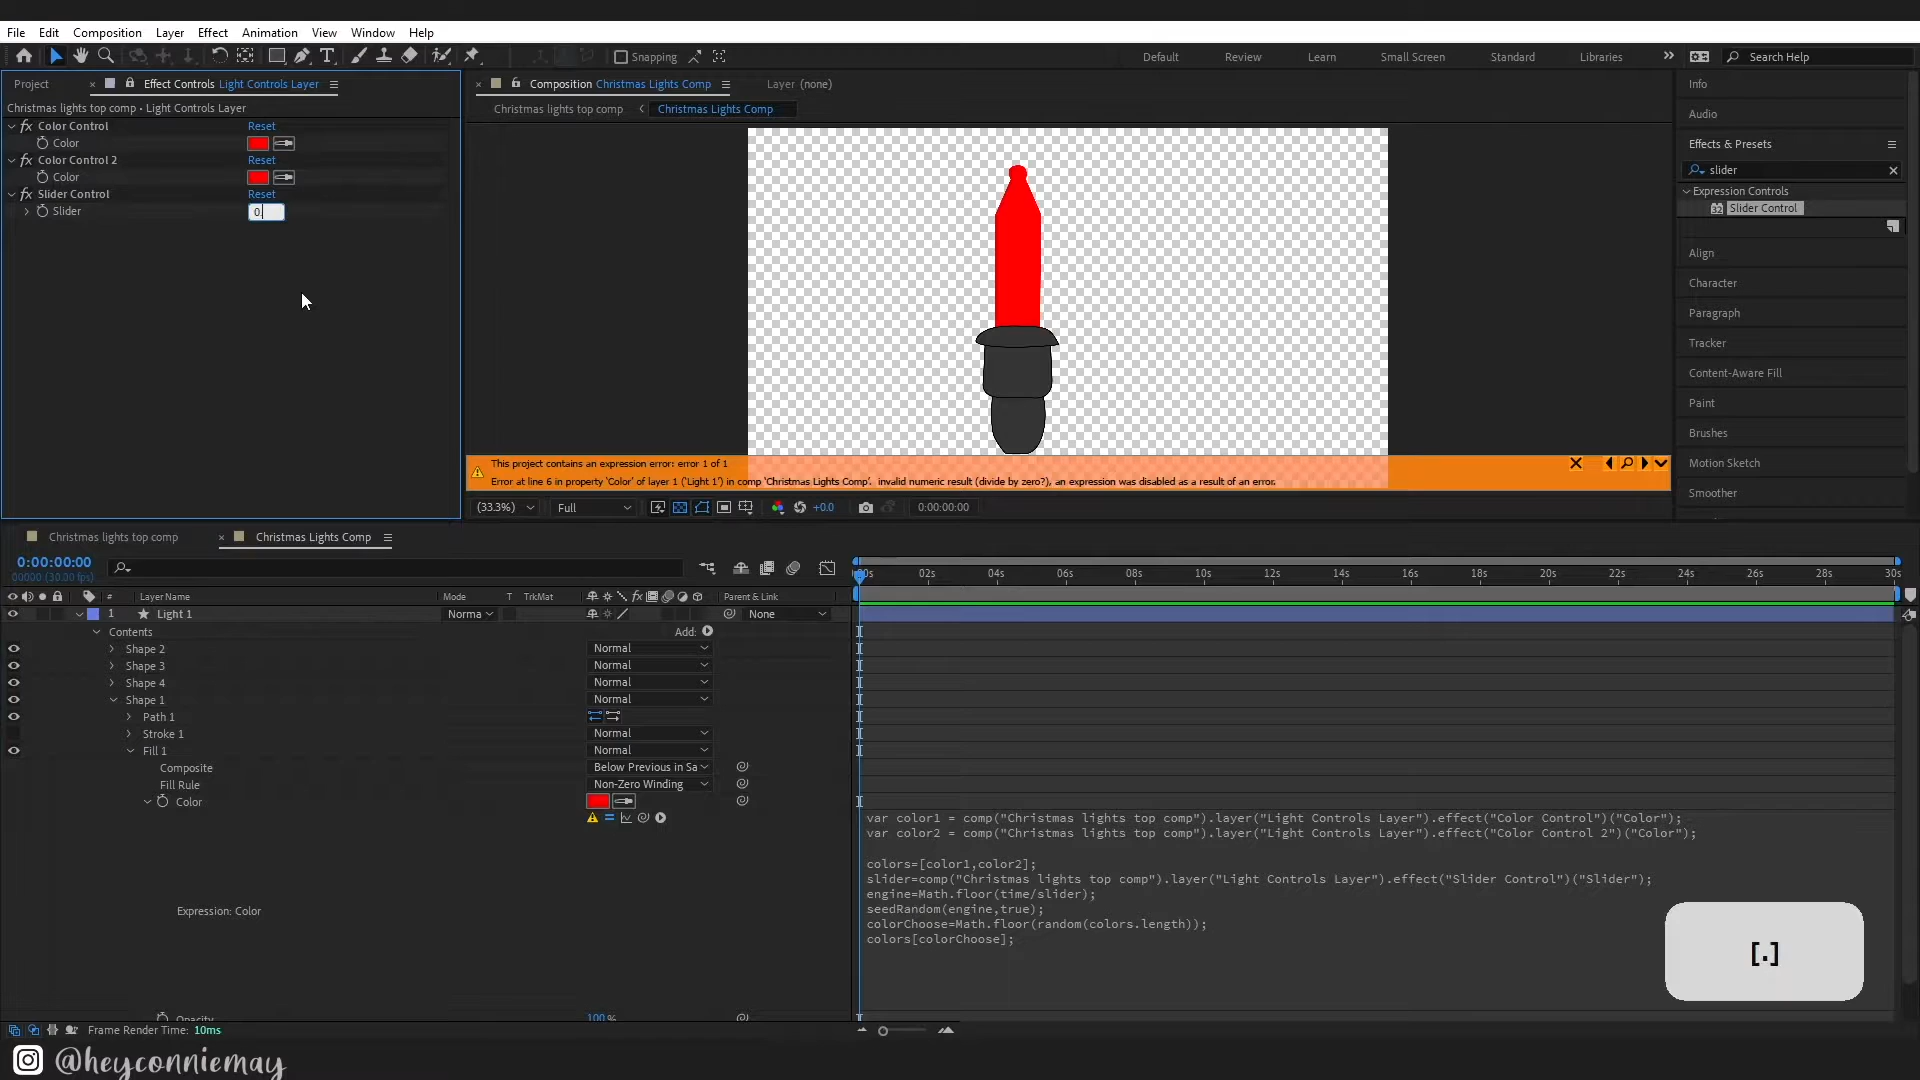 File Edit Composition Layer Effect Animation View Window Help
Snapping
Default Review Learn Small Screen Standard Libraries » Search Help
Project × Effect Controls Light Controls Layer
Christmas lights top comp • Light Controls Layer
fx Color Control Reset
Color
fx Color Control 2 Reset
Color
fx Slider Control Reset
Slider 0.
× Composition Christmas Lights Comp Layer (none)
Christmas lights top comp < Christmas Lights Comp
This project contains an expression error: error 1 of 1
Error at line 6 in property 'Color' of layer 1 ('Light 1') in comp 'Christmas Lights Comp'. invalid numeric result (divide by zero?), an expression was disabled as a result of an error.
(33.3%) Full +0.0 0:00:00:00
Info
Audio
Effects & Presets
slider
Expression Controls
32 Slider Control
Align
Character
Paragraph
Tracker
Content-Aware Fill
Paint
Brushes
Motion Sketch
Smoother
Christmas lights top comp × Christmas Lights Comp
0:00:00:00
00000 (30.00 fps)
# Layer Name Mode T TrkMat Parent & Link
02s 04s 06s 08s 10s 12s 14s 16s 18s 20s 22s 24s 26s 28s 30s
1 Light 1 Norma None
Contents Add:
Shape 2 Normal
Shape 3 Normal
Shape 4 Normal
Shape 1 Normal
Path 1
Stroke 1 Normal
Fill 1 Normal
Composite Below Previous in Sa
Fill Rule Non-Zero Winding
Color
Expression: Color
var color1 = comp("Christmas lights top comp").layer("Light Controls Layer").effect("Color Control")("Color");
var color2 = comp("Christmas lights top comp").layer("Light Controls Layer").effect("Color Control 2")("Color");
colors=[color1,color2];
slider=comp("Christmas lights top comp").layer("Light Controls Layer").effect("Slider Control")("Slider");
engine=Math.floor(time/slider);
seedRandom(engine,true);
colorChoose=Math.floor(random(colors.length));
colors[colorChoose];
[.]
Opacity 100 %
Frame Render Time: 10ms
@heyconniemay